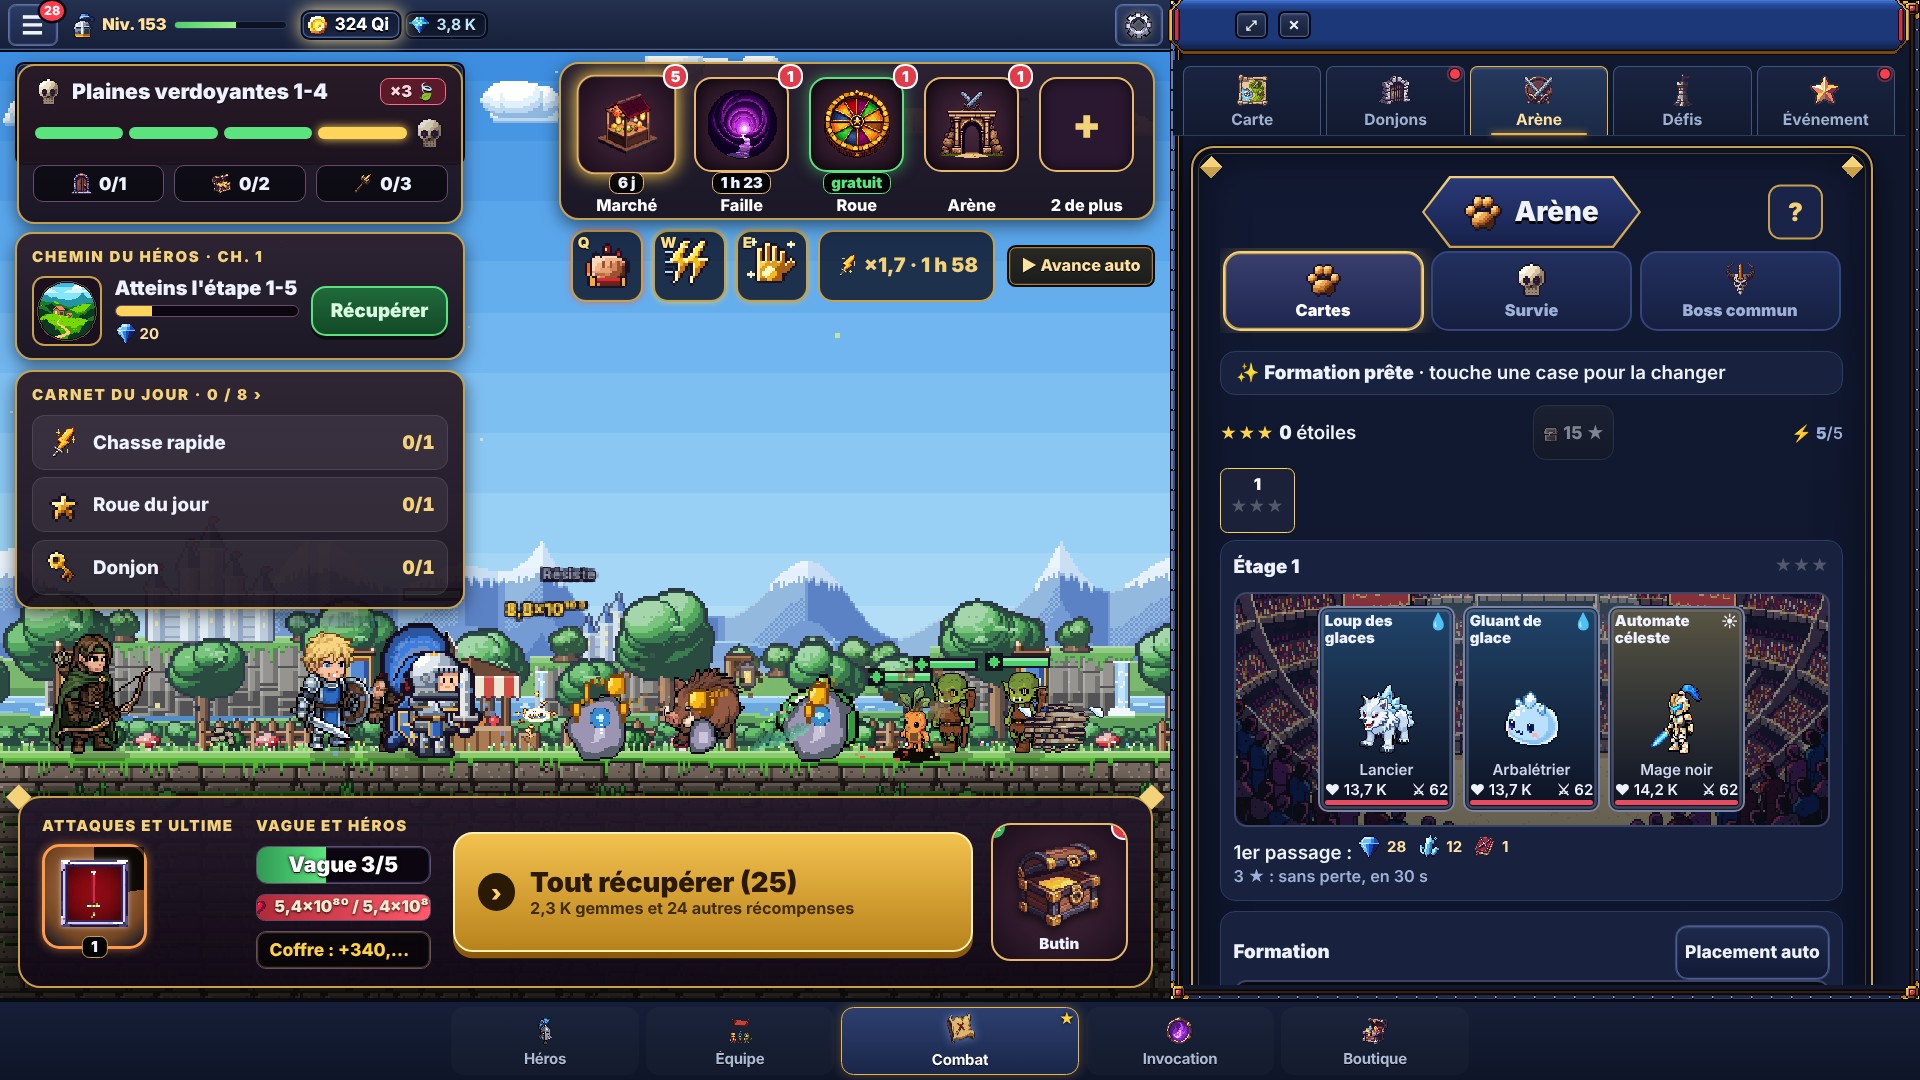 28
Niv. 153
324 Qi
3,8 K
Plaines verdoyantes 1-4
×3
0/1
0/2
0/3
CHEMIN DU HÉROS · CH. 1
Atteins l'étape 1-5
20
Récupérer
CARNET DU JOUR · 0 / 8 ›
Chasse rapide
0/1
Roue du jour
0/1
Donjon
0/1
5
6 j
Marché
1
1 h 23
Faille
1
gratuit
Roue
1
Arène
+
2 de plus
Q
W
E
×1,7 · 1 h 58
Avance auto
Résiste
ATTAQUES ET ULTIME
1
VAGUE ET HÉROS
Vague 3/5
5,4×10⁸⁰ / 5,4×10⁸
Coffre : +340,...
Tout récupérer (25)
2,3 K gemmes et 24 autres récompenses
Butin
Héros
Équipe
Combat
Invocation
Boutique
Carte
Donjons
Arène
Défis
Événement
Arène
?
Cartes
Survie
Boss commun
Formation prête · touche une case pour la changer
0 étoiles
15 ★
5/5
1
Étage 1
Loup des glaces
Lancier
13,7 K
62
Gluant de glace
Arbalétrier
13,7 K
62
Automate céleste
Mage noir
14,2 K
62
1er passage :
28
12
1
3 ★ : sans perte, en 30 s
Formation
Placement auto